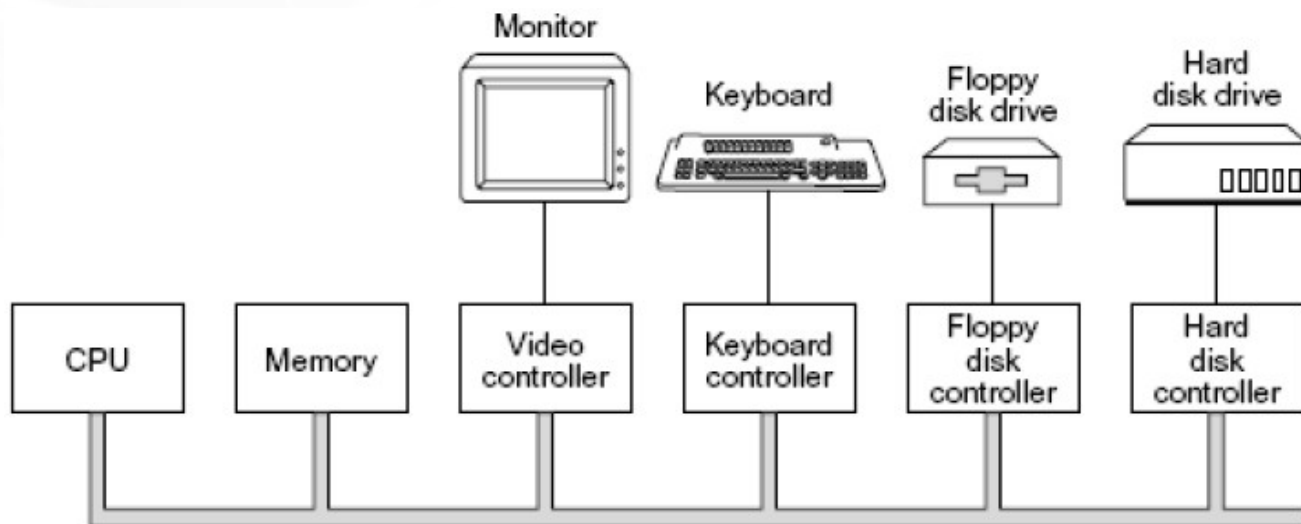 Monitor
Keyboard
Floppy
disk drive
Hard
disk drive
CPU
Memory
Video
controller
Keyboard
controller
Floppy
disk
controller
Hard
disk
controller